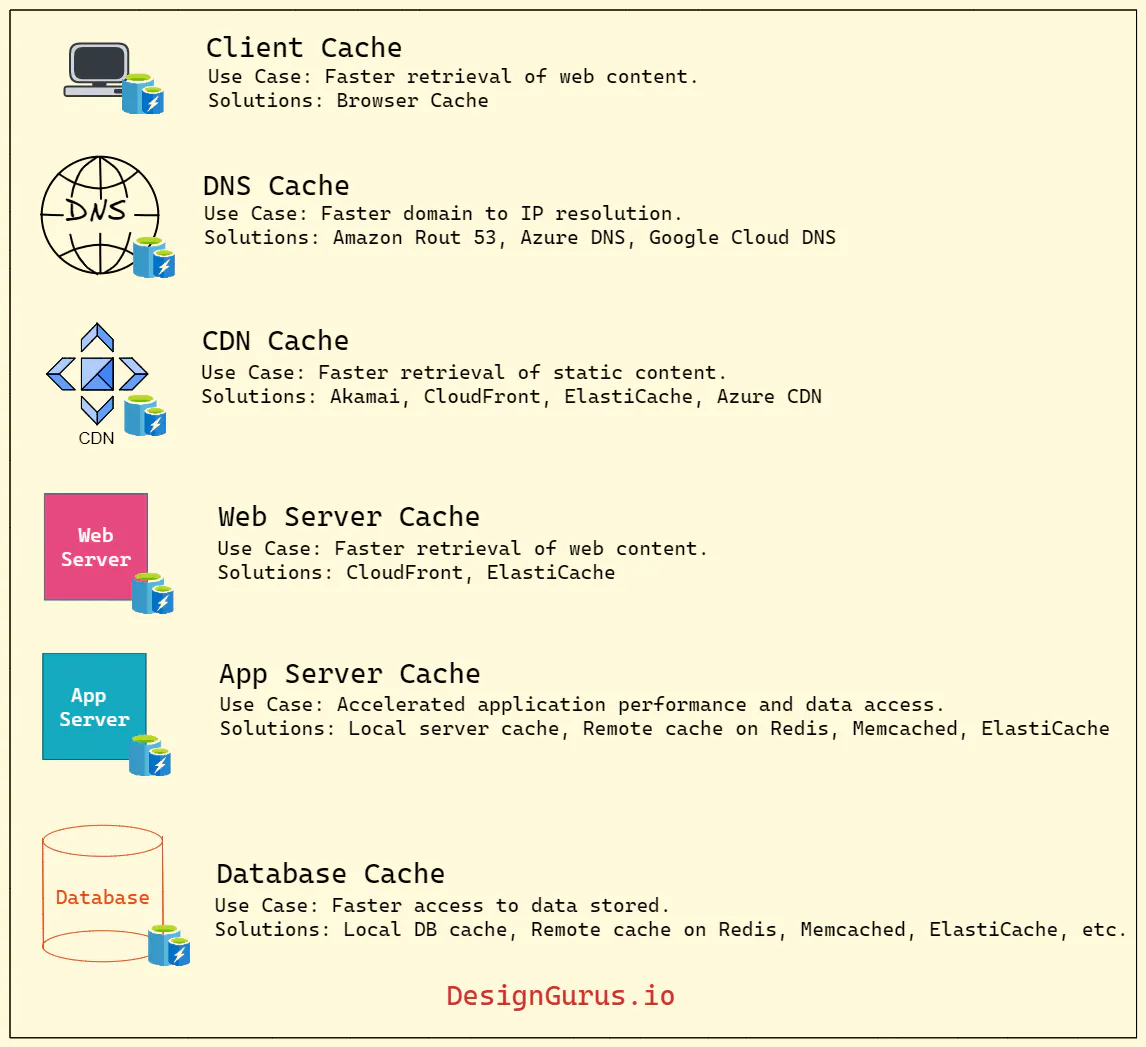 Client Cache
Use Case: Faster retrieval of web content.
Solutions: Browser Cache
DNS
DNS Cache
Use Case: Faster domain to IP resolution.
Solutions: Amazon Rout 53, Azure DNS, Google Cloud DNS
CDN Cache
Use Case: Faster retrieval of static content.
Solutions: Akamai, CloudFront, ElastiCache, Azure CDN
CDN
Web
Server
Web Server Cache
Use Case: Faster retrieval of web content.
Solutions: CloudFront, ElastiCache
App
Server
App Server Cache
Use Case: Accelerated application performance and data access.
Solutions: Local server cache, Remote cache on Redis, Memcached, ElastiCache
Database
Database Cache
Use Case: Faster access to data stored.
Solutions: Local DB cache, Remote cache on Redis, Memcached, ElastiCache, etc.
DesignGurus.io